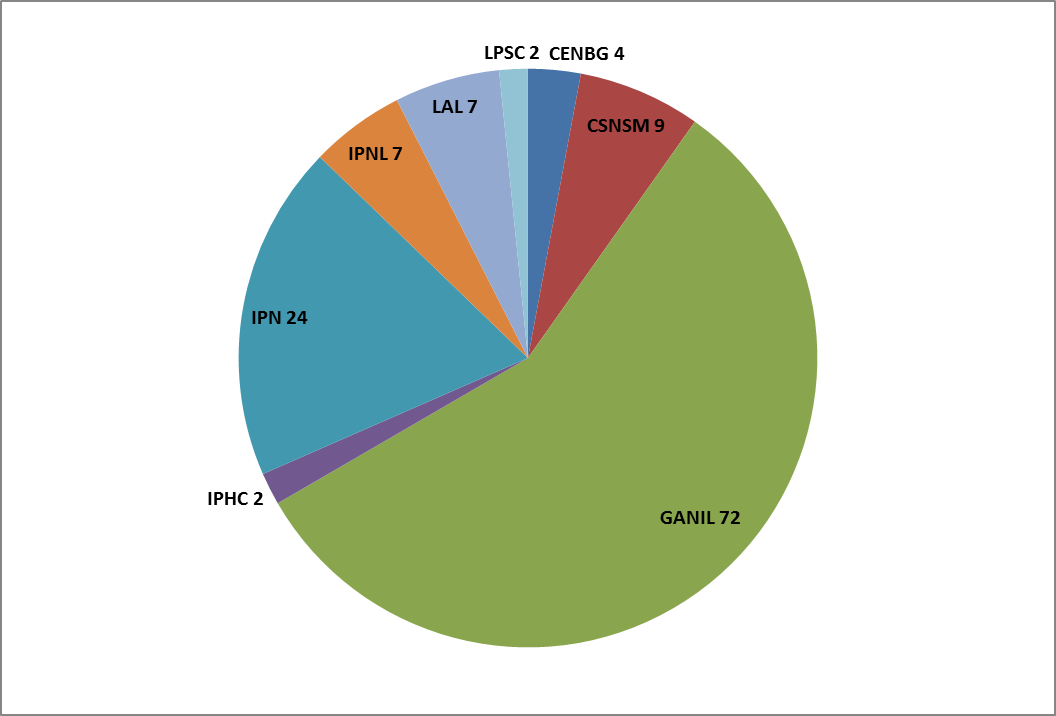 LPSC 2
CENBG 4
LAL 7
CSNSM 9
IPNL 7
IPN 24
IPHC 2
GANIL 72